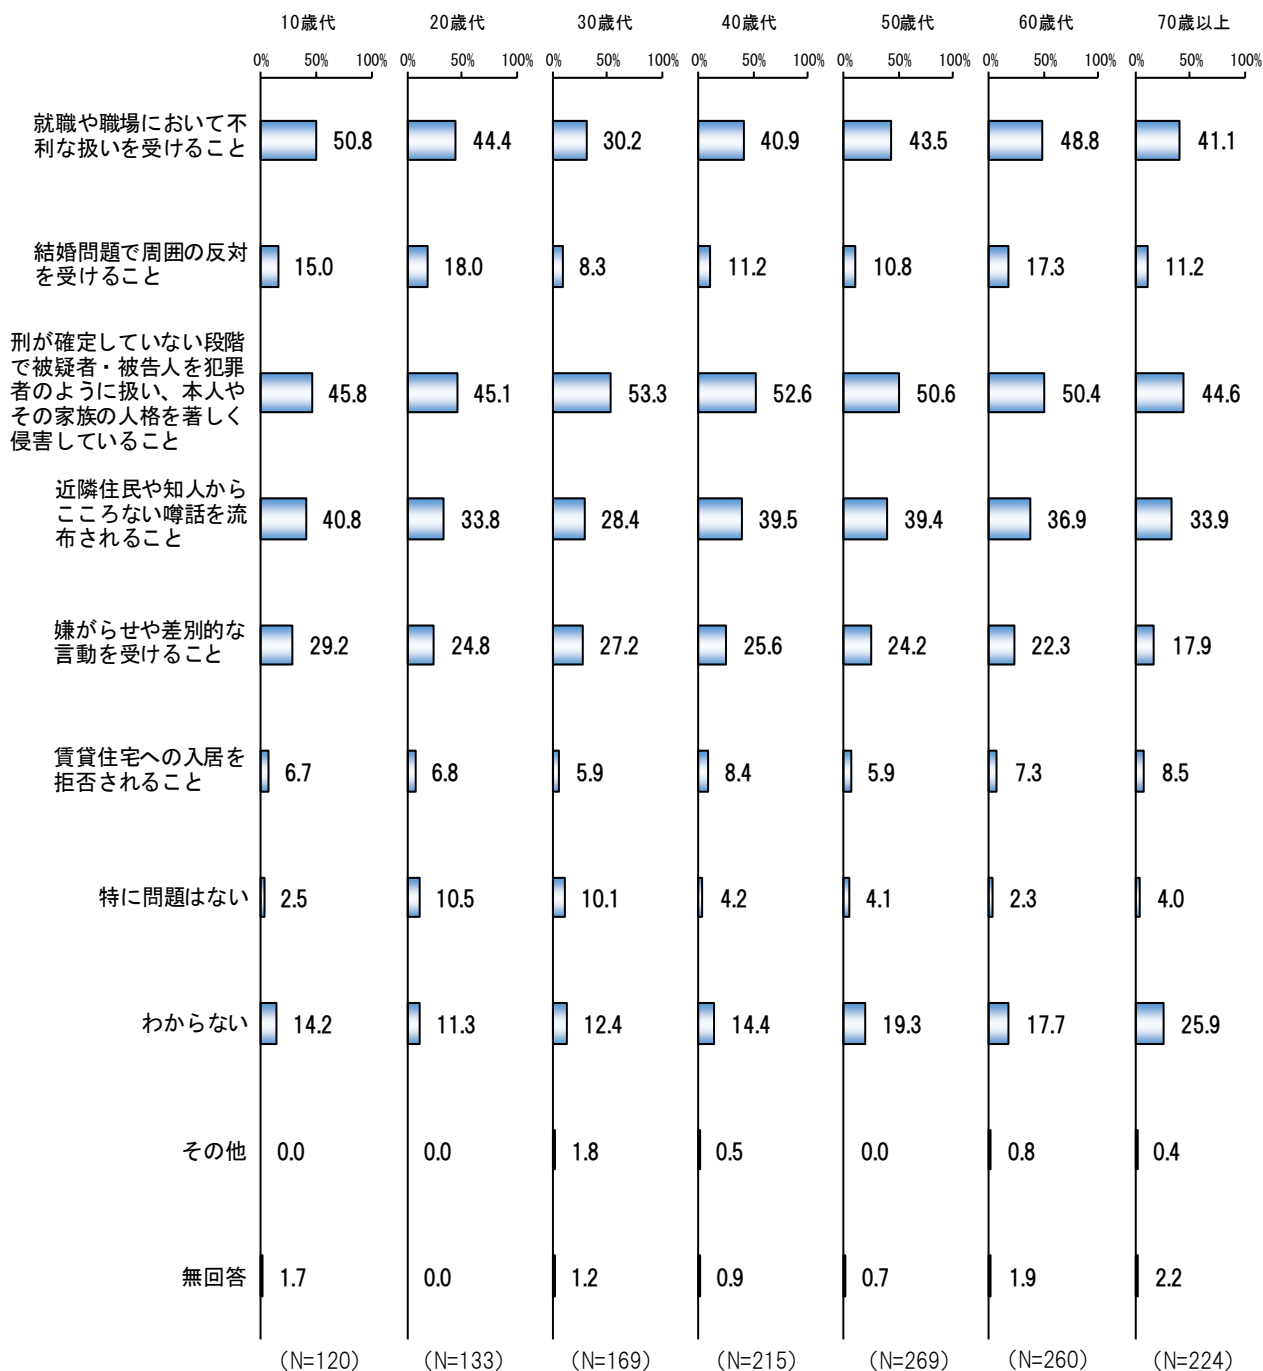 10歳代 20歳代 30歳代 40歳代 50歳代 60歳代 70歳以上
0% 50% 100% 0% 50% 100% 0% 50% 100% 0% 50% 100% 0% 50% 100% 0% 50% 100% 0% 50% 100%
就職や職場において不
利な扱いを受けること
50.8 44.4 30.2 40.9 43.5 48.8 41.1
結婚問題で周囲の反対
を受けること
15.0 18.0 8.3 11.2 10.8 17.3 11.2
刑が確定していない段階
で被疑者・被告人を犯罪
者のように扱い、本人や
その家族の人格を著しく
侵害していること
45.8 45.1 53.3 52.6 50.6 50.4 44.6
近隣住民や知人から
こころない噂話を流
布されること
40.8 33.8 28.4 39.5 39.4 36.9 33.9
嫌がらせや差別的な
言動を受けること
29.2 24.8 27.2 25.6 24.2 22.3 17.9
賃貸住宅への入居を
拒否されること
6.7 6.8 5.9 8.4 5.9 7.3 8.5
特に問題はない 2.5 10.5 10.1 4.2 4.1 2.3 4.0
わからない 14.2 11.3 12.4 14.4 19.3 17.7 25.9
その他 0.0 0.0 1.8 0.5 0.0 0.8 0.4
無回答 1.7 0.0 1.2 0.9 0.7 1.9 2.2
(N=120) (N=133) (N=169) (N=215) (N=269) (N=260) (N=224)